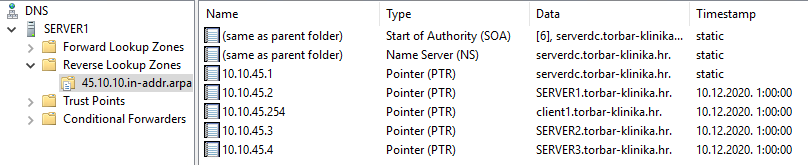 DNS
SERVER1
Forward Lookup Zones
Reverse Lookup Zones
45.10.10.in-addr.arpa
Trust Points
Conditional Forwarders
Name Type Data Timestamp
(same as parent folder) Start of Authority (SOA) [6], serverdc.torbar-klinika... static
(same as parent folder) Name Server (NS) serverdc.torbar-klinika.hr. static
10.10.45.1 Pointer (PTR) serverdc.torbar-klinika.hr. static
10.10.45.2 Pointer (PTR) SERVER1.torbar-klinika.hr. 10.12.2020. 1:00:00
10.10.45.254 Pointer (PTR) client1.torbar-klinika.hr. 10.12.2020. 1:00:00
10.10.45.3 Pointer (PTR) SERVER2.torbar-klinika.hr. 10.12.2020. 1:00:00
10.10.45.4 Pointer (PTR) SERVER3.torbar-klinika.hr. 10.12.2020. 1:00:00